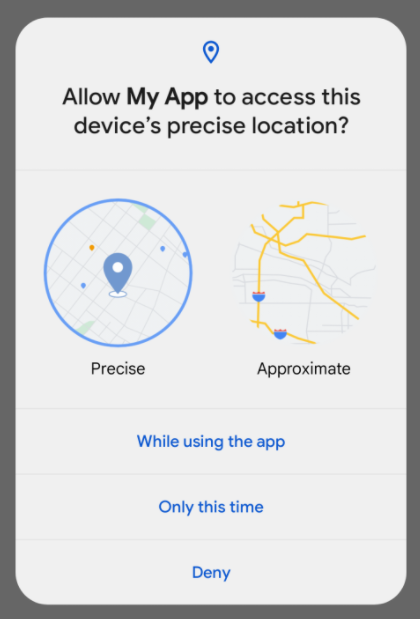 Allow My App to access this
device's precise location?
Precise
Approximate
While using the app
Only this time
Deny